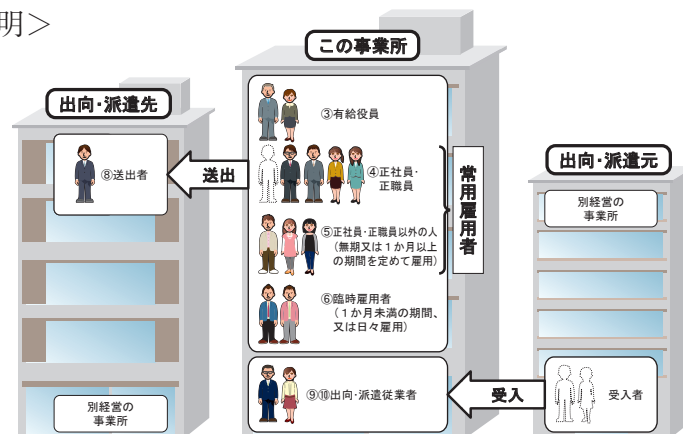 明＞
この事業所
出向・派遣先
③有給役員
⑧送出者
送出
④正社員・
正職員
常用雇用者
出向・派遣元
別経営の
事業所
⑤正社員・正職員以外の人
（無期又は１か月以上
の期間を定めて雇用）
⑥臨時雇用者
（１か月未満の期間、
又は日々雇用）
⑨⑩出向・派遣従業者
受入
受入者
別経営の
事業所